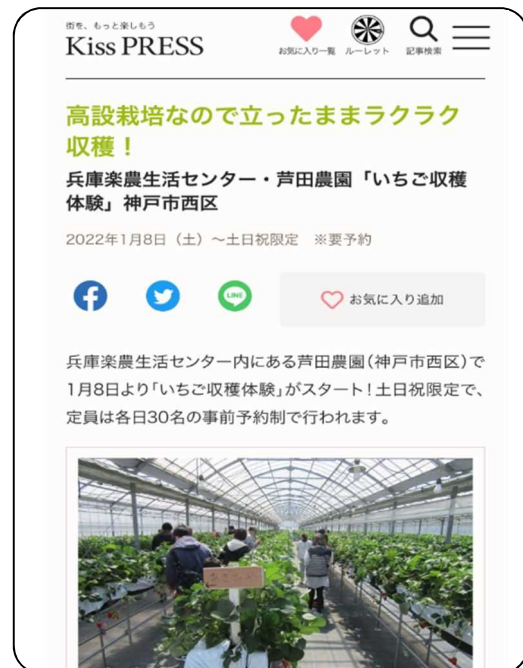 街を、もっと楽しもう
Kiss PRESS
お気に入り一覧 ルーレット 記事検索
高設栽培なので立ったままラクラク
収穫！
兵庫楽農生活センター・芦田農園「いちご収穫
体験」神戸市西区
2022年1月8日（土）～土日祝限定　※要予約
LINE
お気に入り追加
兵庫楽農生活センター内にある芦田農園(神戸市西区)で
1月8日より「いちご収穫体験」がスタート！土日祝限定で、
定員は各日30名の事前予約制で行われます。